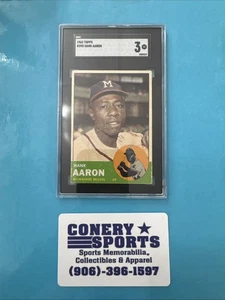 1963 TOPPS
#390 HANK AARON
3
M
HANK
AARON
MILWAUKEE BRAVES OF
CONERY SPORTS
Sports Memorabilia,
Collectibles & Apparel
(906)-396-1597)